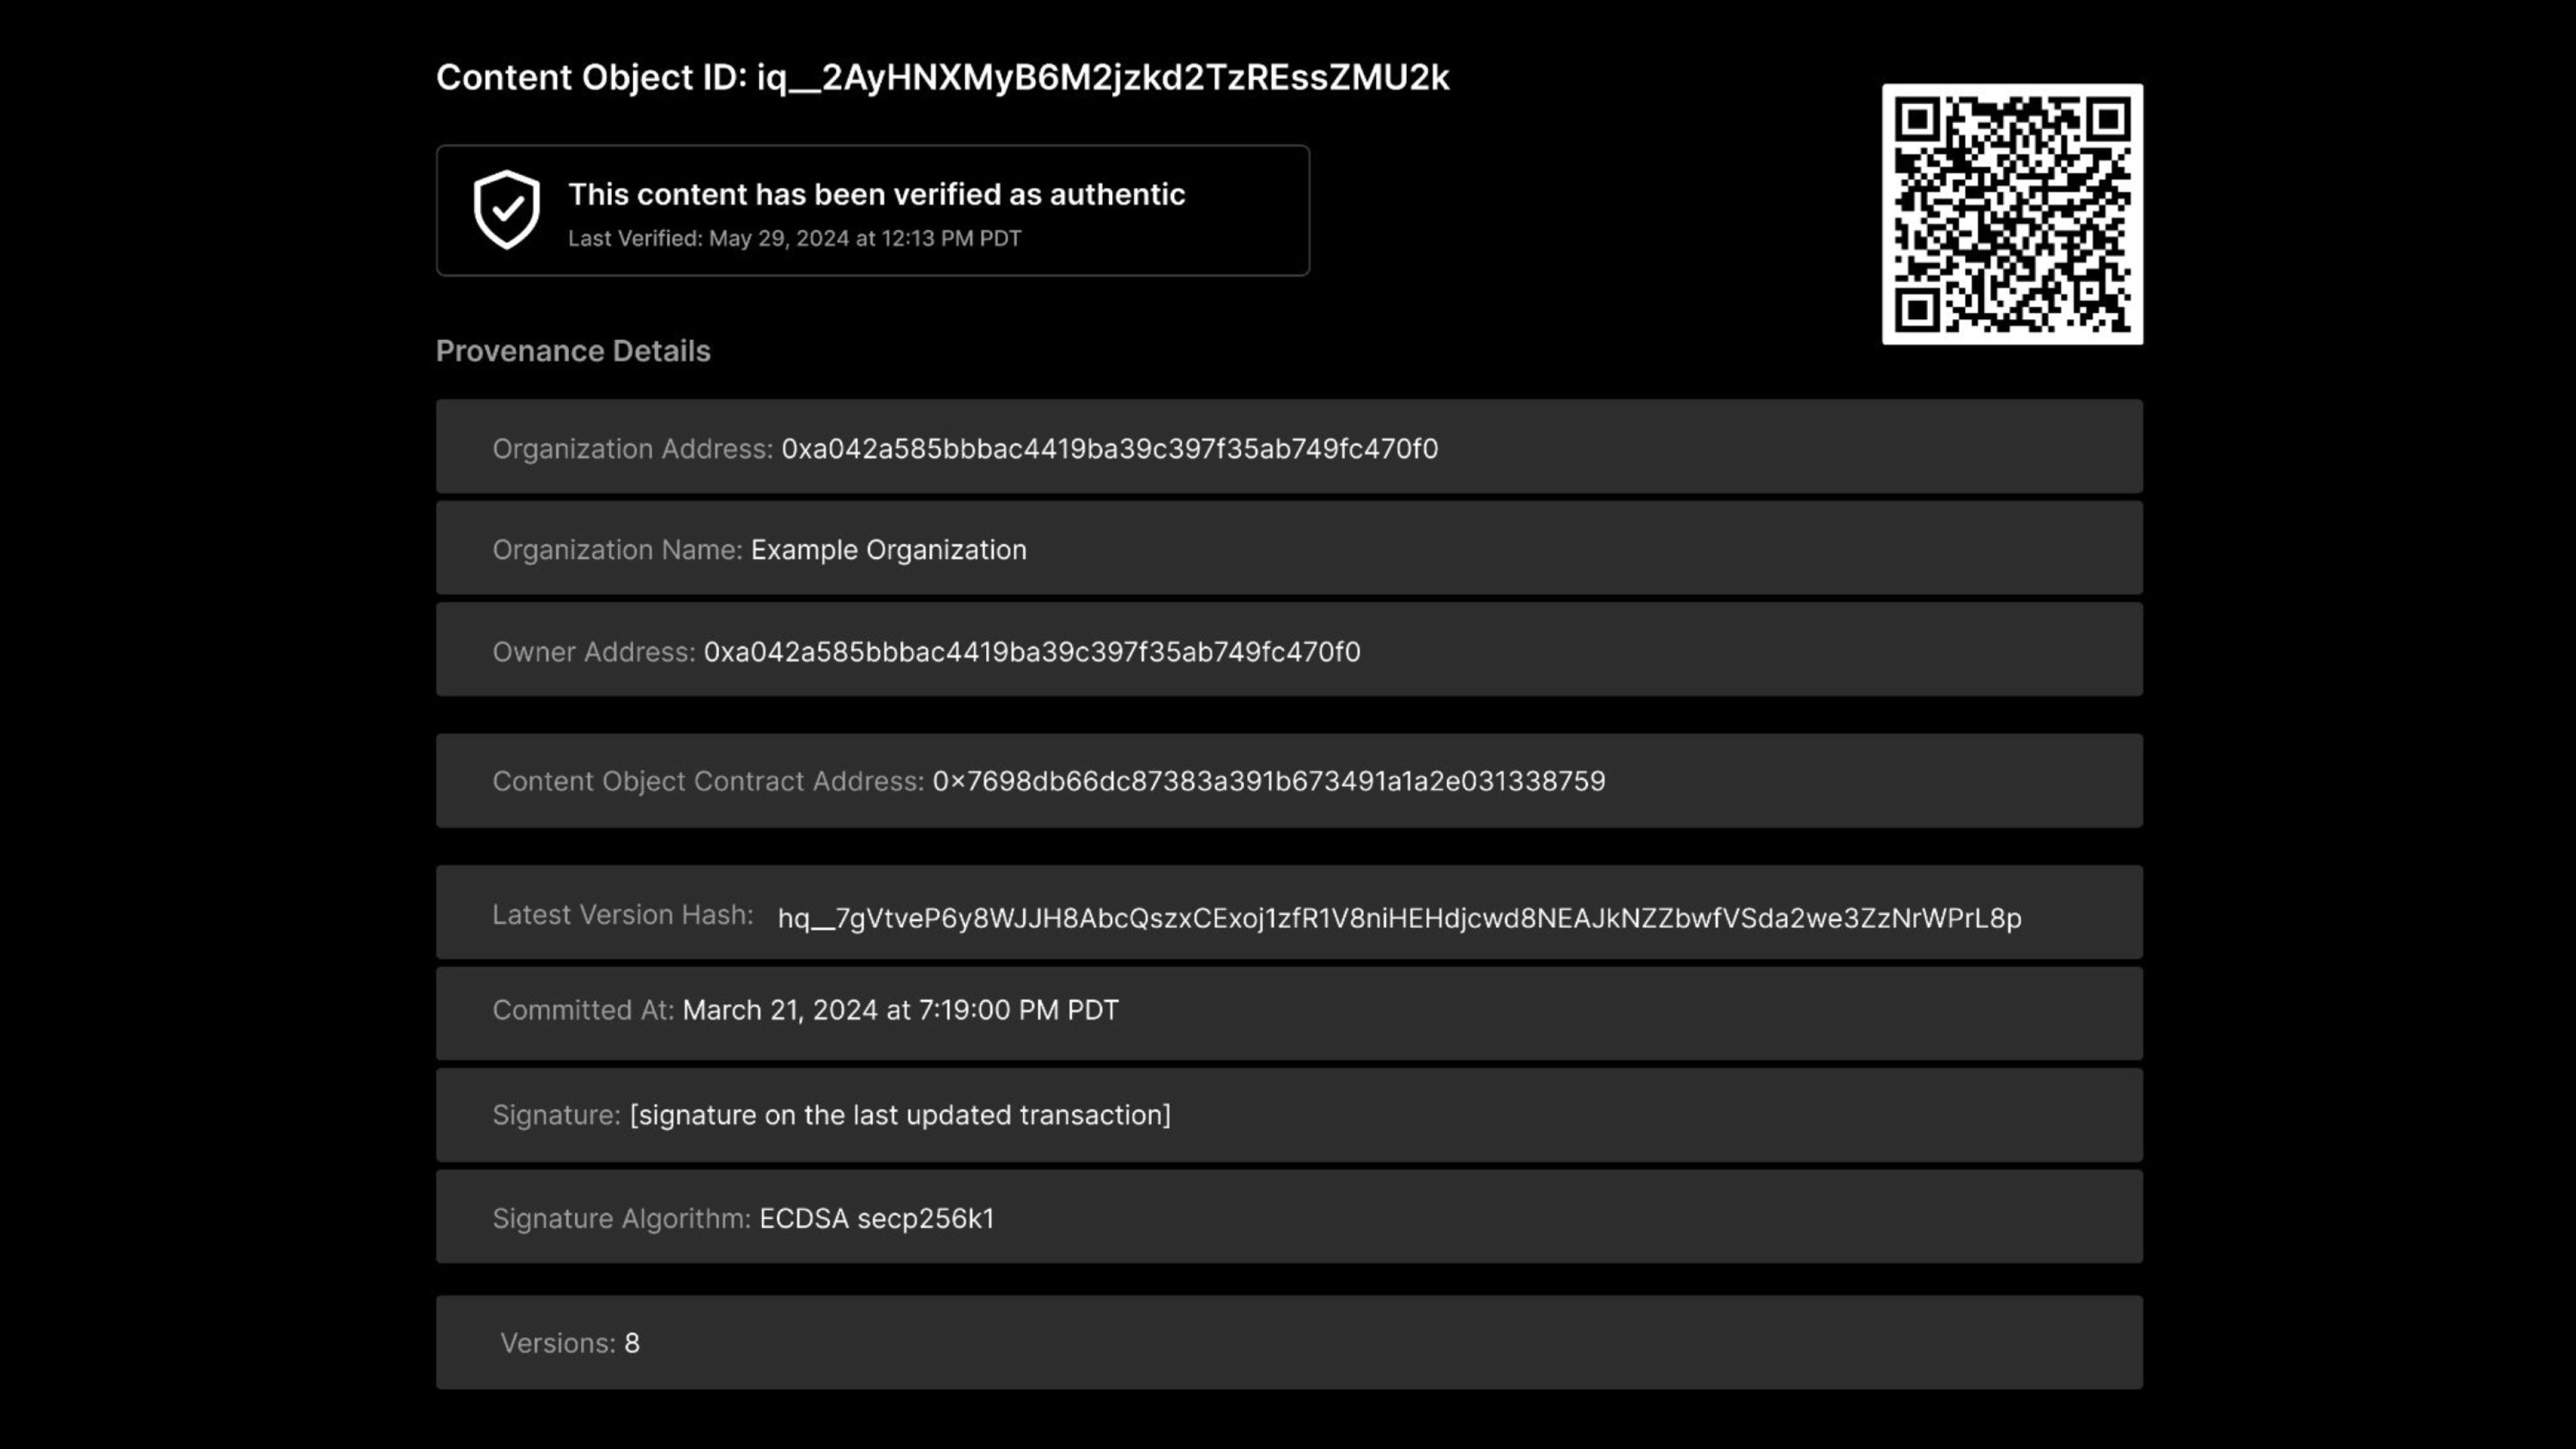 Content Object ID: iq__2AyHNXMyB6M2jzkd2TzREssZMU2k
This content has been verified as authentic
Last Verified: May 29, 2024 at 12:13 PM PDT
Provenance Details
Organization Address: 0xa042a585bbbac4419ba39c397f35ab749fc470f0
Organization Name: Example Organization
Owner Address: 0xa042a585bbbac4419ba39c397f35ab749fc470f0
Content Object Contract Address: 0×7698db66dc87383a391b673491a1a2e031338759
Latest Version Hash: hq__7gVtveP6y8WJJH8AbcQszxCExoj1zfR1V8niHEHdjcwd8NEAJkNZZbwfVSda2we3ZzNrWPrL8p
Committed At: March 21, 2024 at 7:19:00 PM PDT
Signature: [signature on the last updated transaction]
Signature Algorithm: ECDSA secp256k1
Versions: 8